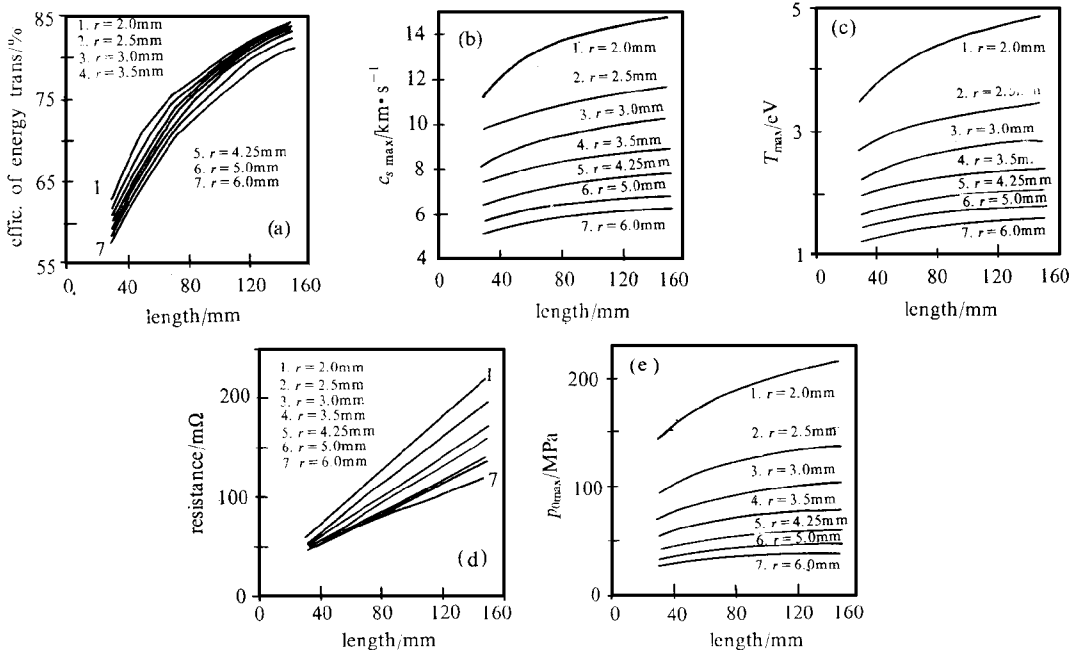 effic. of energy trans/%
85
75
65
55
1. r = 2.0mm
2. r = 2.5mm
3. r = 3.0mm
4. r = 3.5mm
5. r = 4.25mm
6. r = 5.0mm
7. r = 6.0mm
1
7
(a)
0 40 80 120 160
length/mm
c_s max/km·s⁻¹
14
12
10
8
6
4
(b)
1. r = 2.0mm
2. r = 2.5mm
3. r = 3.0mm
4. r = 3.5mm
5. r = 4.25mm
6. r = 5.0mm
7. r = 6.0mm
0 40 80 120 160
length/mm
T_max/eV
5
3
1
(c)
1. r = 2.0mm
2. r =
3. r = 3.0mm
4. r = 3.5m.
5. r = 4.25mm
6. r = 5.0mm
7. r = 6.0mm
0 40 80 120 160
length/mm
resistance/mΩ
200
100
0
1. r = 2.0mm
2. r = 2.5mm
3. r = 3.0mm
4. r = 3.5mm
5. r = 4.25mm
6. r = 5.0mm
7. r = 6.0mm
1
7
(d)
0 40 80 120 160
length/mm
p_0max/MPa
200
100
0
(e)
1. r = 2.0mm
2. r = 2.5mm
3. r = 3.0mm
4. r = 3.5mm
5. r = 4.25mm
6. r = 5.0mm
7. r = 6.0mm
0 40 80 120 160
length/mm